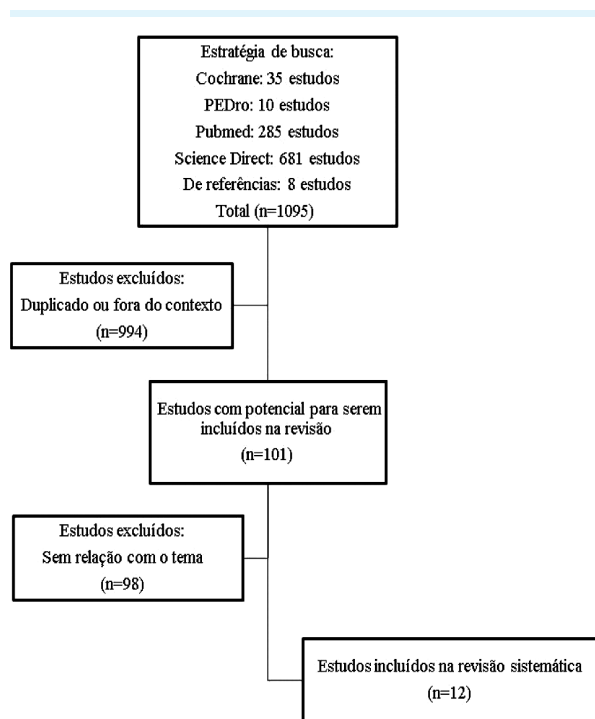 Estratégia de busca:
Cochrane: 35 estudos
PEDro: 10 estudos
Pubmed: 285 estudos
Science Direct: 681 estudos
De referências: 8 estudos
Total (n=1095)
Estudos excluídos:
Duplicado ou fora do contexto
(n=994)
Estudos com potencial para serem
incluídos na revisão
(n=101)
Estudos excluídos:
Sem relação com o tema
(n=98)
Estudos incluídos na revisão sistemática
(n=12)